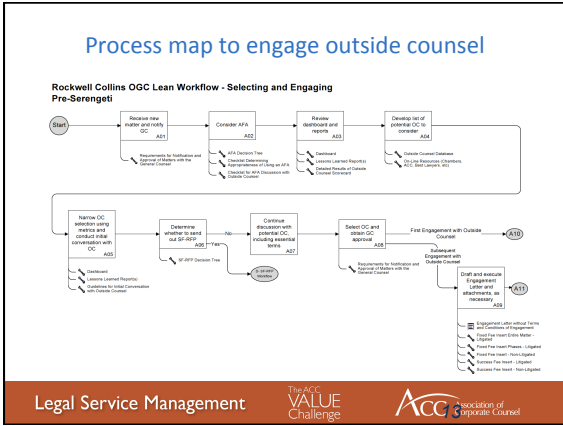 Process map to engage outside counsel
Rockwell Collins OGC Lean Workflow - Selecting and Engaging
Pre-Serengeti
Start
Receive new
matter and notify
GC
A01
Requirements for Notification and
Approval of Matters with the
General Counsel
Consider AFA
A02
AFA Decision Tree
Checklist Determining
Appropriateness of Using an AFA
Checklist for AFA Discussion with
Outside Counsel
Review
dashboard and
reports
A03
Dashboard
Lessons Learned Report(s)
Detailed Results of Outside
Counsel Scorecard
Develop list of
potential OC to
consider
A04
Outside Counsel Database
On-Line Resources (Chambers,
ACC, Best Lawyers, etc)
Narrow OC
selection using
metrics and
conduct initial
conversation with
OC
A05
Dashboard
Lessons Learned Report(s)
Guidelines for Initial Conversation
with Outside Counsel
Determine
whether to send
out SF-RFP
A06
No
Yes
SF-RFP Decision Tree
SF-RFP
Workflow
Continue
discussion with
potential OC,
including essential
terms
A07
Select OC and
obtain GC
approval
A08
Requirements for Notification and
Approval of Matters with the
General Counsel
First Engagement with Outside
Counsel
A10
Subsequent
Engagement with
Outside Counsel
Draft and execute
Engagement
Letter and
attachments, as
necessary
A09
A11
Engagement Letter without Terms
and Conditions of Engagement
Fixed Fee Insert Entire Matter -
Litigated
Fixed Fee Insert Phases - Litigated
Fixed Fee Insert - Non-Litigated
Success Fee Insert - Litigated
Success Fee Insert - Non-Litigated
Legal Service Management
The ACC
VALUE
Challenge
ACC
Association of
Corporate Counsel
13